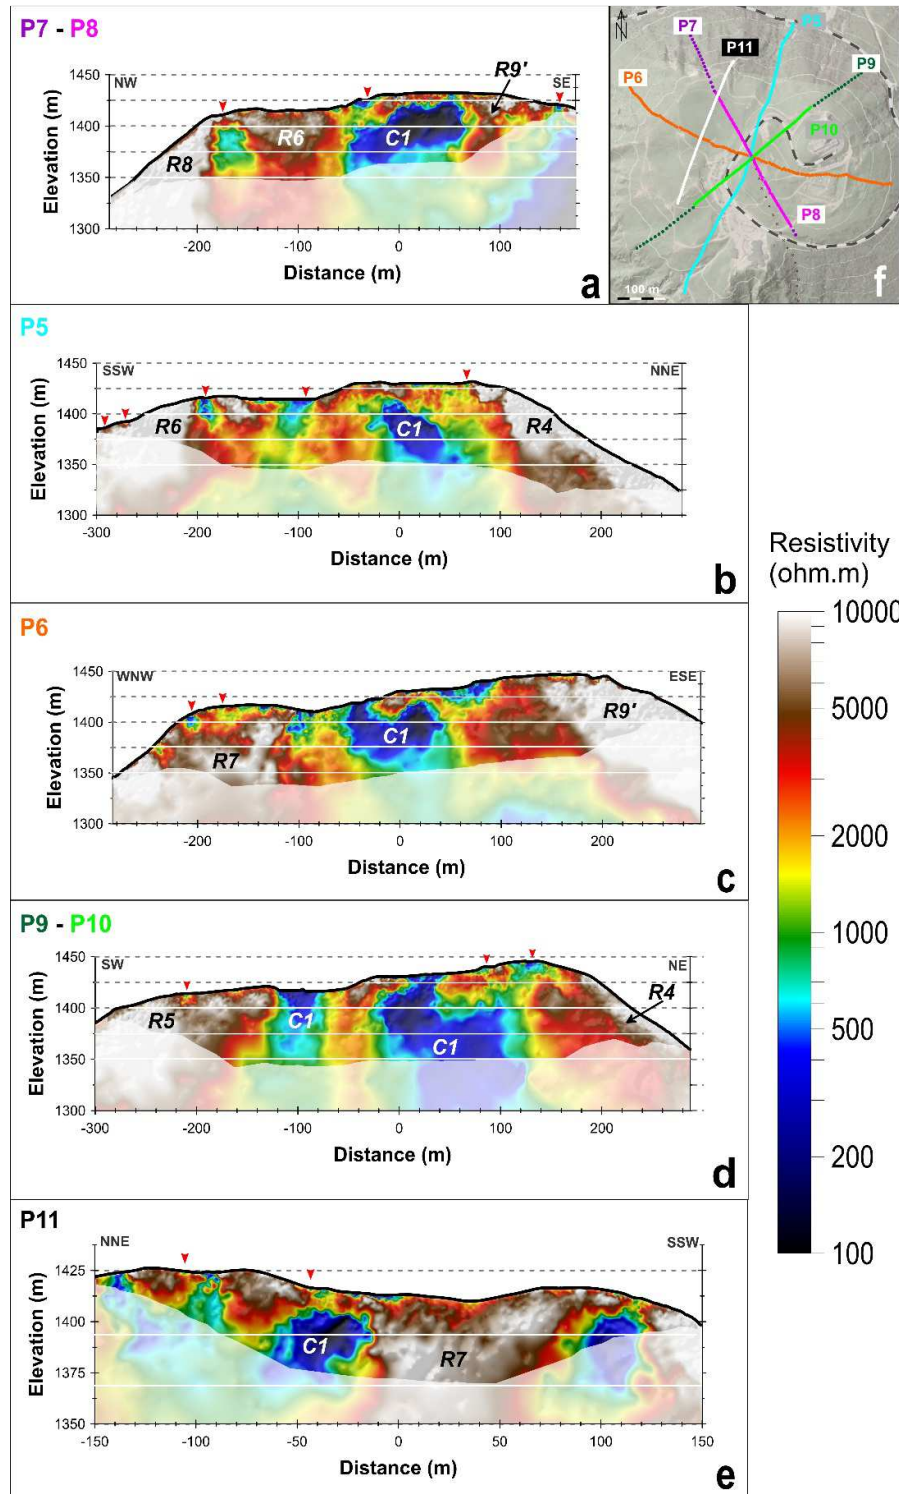 P7 - P8
NW
SE
R9'
R8
R6
C1
1450
1400
1350
1300
Elevation (m)
-200
-100
0
100
Distance (m)
a
N
P7
P5
P11
P9
P6
P10
P8
100 m
f
P5
SSW
NNE
R6
C1
R4
1450
1400
1350
1300
Elevation (m)
-300
-200
-100
0
100
200
Distance (m)
b
P6
WNW
ESE
R7
C1
R9'
1450
1400
1350
1300
Elevation (m)
-200
-100
0
100
200
Distance (m)
c
P9 - P10
SW
NE
R5
C1
C1
R4
1450
1400
1350
1300
Elevation (m)
-300
-200
-100
0
100
200
Distance (m)
d
P11
NNE
SSW
C1
R7
1425
1400
1375
1350
Elevation (m)
-150
-100
-50
0
50
100
150
Distance (m)
e
Resistivity
(ohm.m)
10000
5000
2000
1000
500
200
100